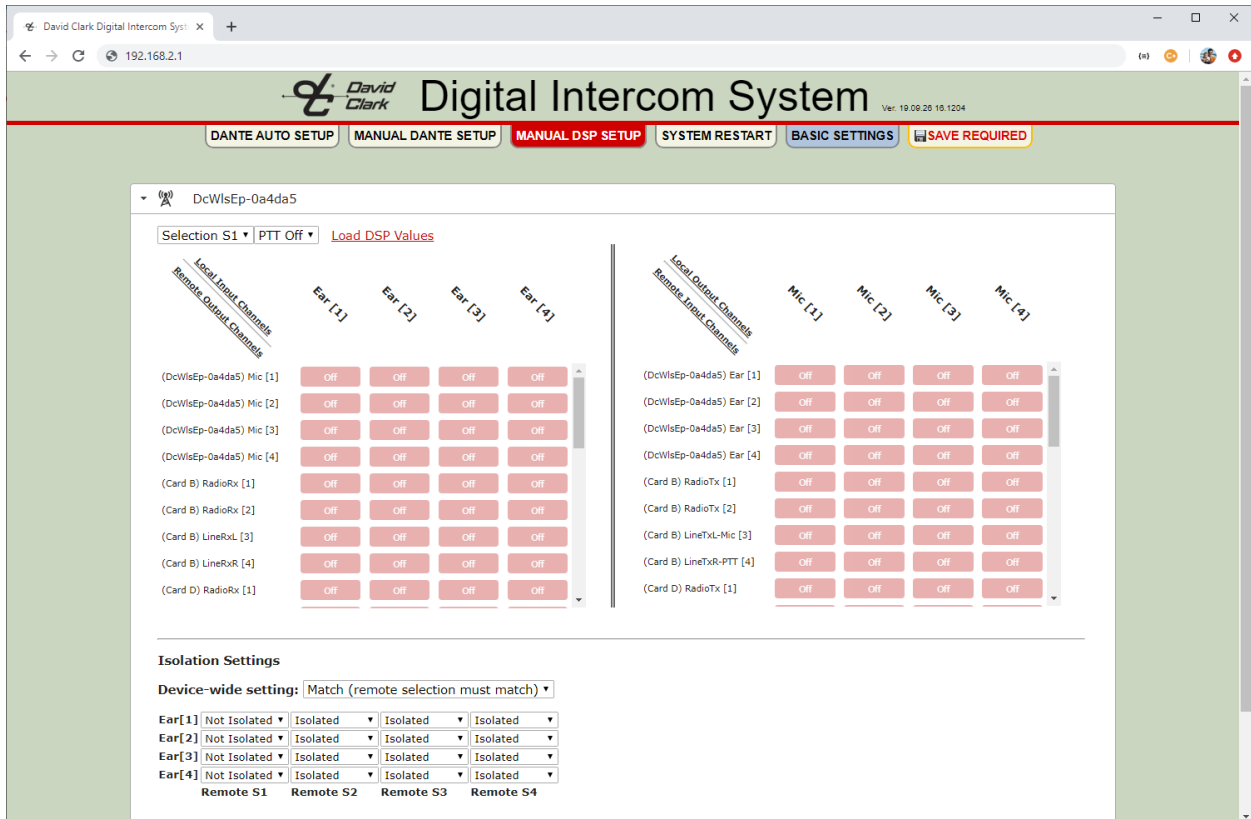 David Clark Digital Intercom Syst
192.168.2.1
David Clark Digital Intercom System Ver. 19.09.26 16.1204
DANTE AUTO SETUP MANUAL DANTE SETUP MANUAL DSP SETUP SYSTEM RESTART BASIC SETTINGS SAVE REQUIRED
DcWlsEp-0a4da5
Selection S1 PTT Off Load DSP Values
Local Input Channels
Remote Output Channels
Ear [1] Ear [2] Ear [3] Ear [4]
(DcWlsEp-0a4da5) Mic [1] Off Off Off Off
(DcWlsEp-0a4da5) Mic [2] Off Off Off Off
(DcWlsEp-0a4da5) Mic [3] Off Off Off Off
(DcWlsEp-0a4da5) Mic [4] Off Off Off Off
(Card B) RadioRx [1] Off Off Off Off
(Card B) RadioRx [2] Off Off Off Off
(Card B) LineRxL [3] Off Off Off Off
(Card B) LineRxR [4] Off Off Off Off
(Card D) RadioRx [1] Off Off Off Off
Local Output Channels
Remote Input Channels
Mic [1] Mic [2] Mic [3] Mic [4]
(DcWlsEp-0a4da5) Ear [1] Off Off Off Off
(DcWlsEp-0a4da5) Ear [2] Off Off Off Off
(DcWlsEp-0a4da5) Ear [3] Off Off Off Off
(DcWlsEp-0a4da5) Ear [4] Off Off Off Off
(Card B) RadioTx [1] Off Off Off Off
(Card B) RadioTx [2] Off Off Off Off
(Card B) LineTxL-Mic [3] Off Off Off Off
(Card B) LineTxR-PTT [4] Off Off Off Off
(Card D) RadioTx [1] Off Off Off Off
Isolation Settings
Device-wide setting: Match (remote selection must match)
Ear[1] Not Isolated Isolated Isolated Isolated
Ear[2] Not Isolated Isolated Isolated Isolated
Ear[3] Not Isolated Isolated Isolated Isolated
Ear[4] Not Isolated Isolated Isolated Isolated
Remote S1 Remote S2 Remote S3 Remote S4